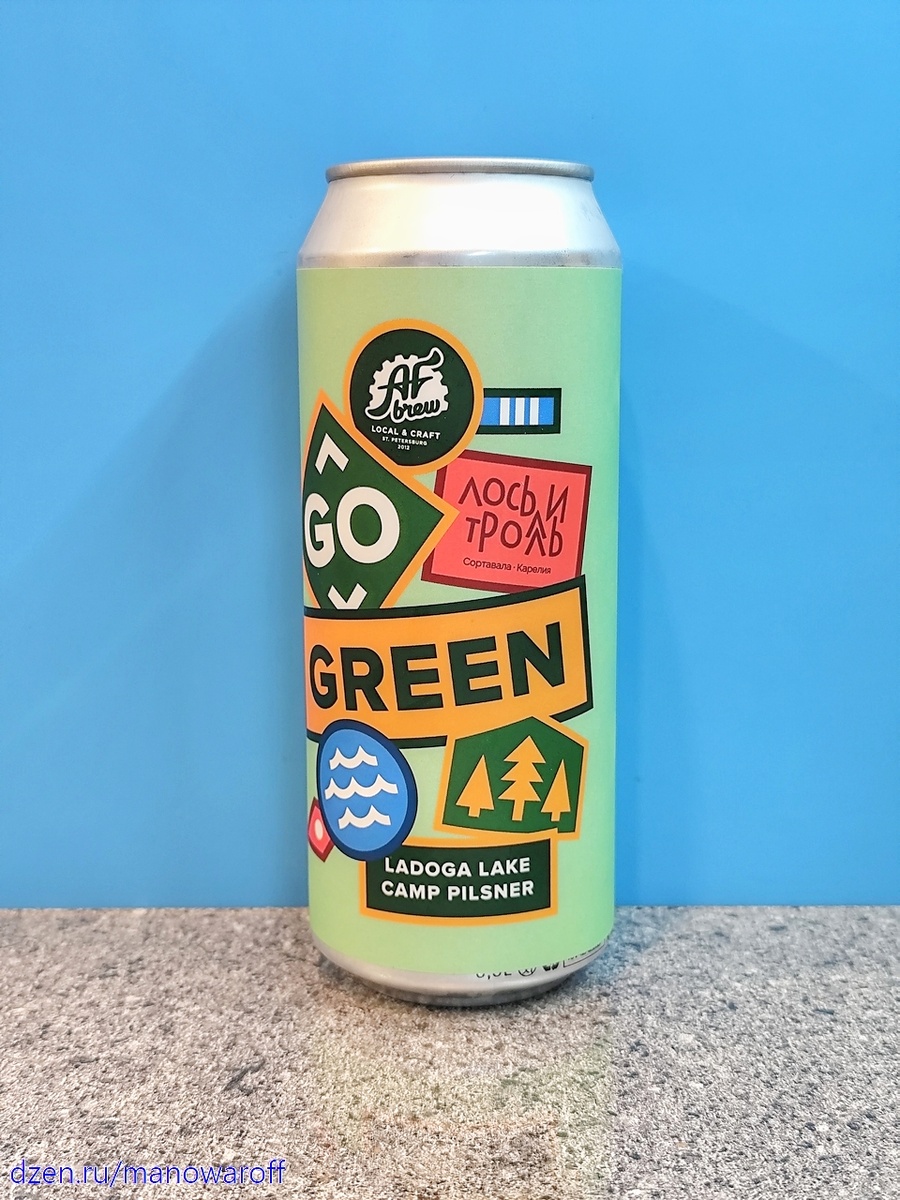 AF
brew
LOCAL & CRAFT
ST. PETERSBURG
2012
GO
ЛОСЬ И
ТРОЛЛЬ
Сортавала · Карелия
GREEN
LADOGA LAKE
CAMP PILSNER
dzen.ru/manowaroff